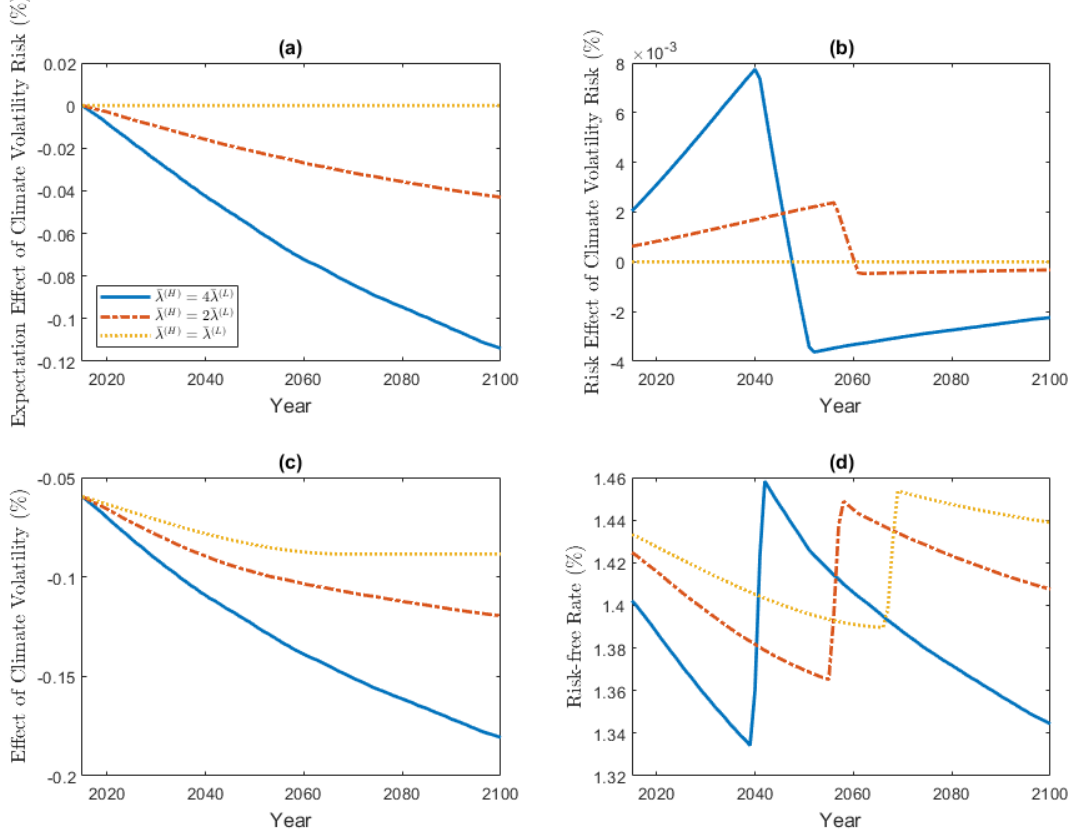 (a)
Expectation Effect of Climate Volatility Risk (%)
0.02
0
-0.02
-0.04
-0.06
-0.08
-0.1
-0.12
λ̄^(H) = 4λ̄^(L)
λ̄^(H) = 2λ̄^(L)
λ̄^(H) = λ̄^(L)
2020 2040 2060 2080 2100
Year
(b)
×10^-3
Risk Effect of Climate Volatility Risk (%)
8
6
4
2
0
-2
-4
2020 2040 2060 2080 2100
Year
(c)
Effect of Climate Volatility (%)
-0.05
-0.1
-0.15
-0.2
2020 2040 2060 2080 2100
Year
(d)
Risk-free Rate (%)
1.46
1.44
1.42
1.4
1.38
1.36
1.34
1.32
2020 2040 2060 2080 2100
Year